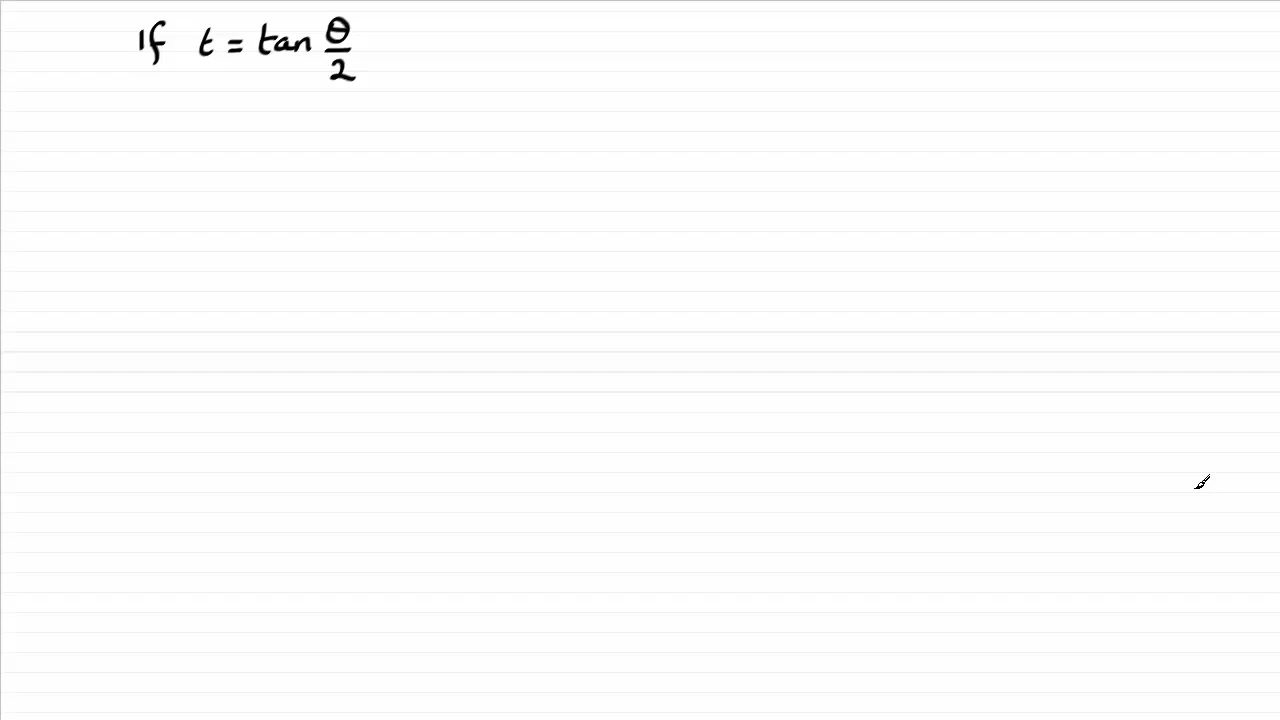 If t = tan θ/2